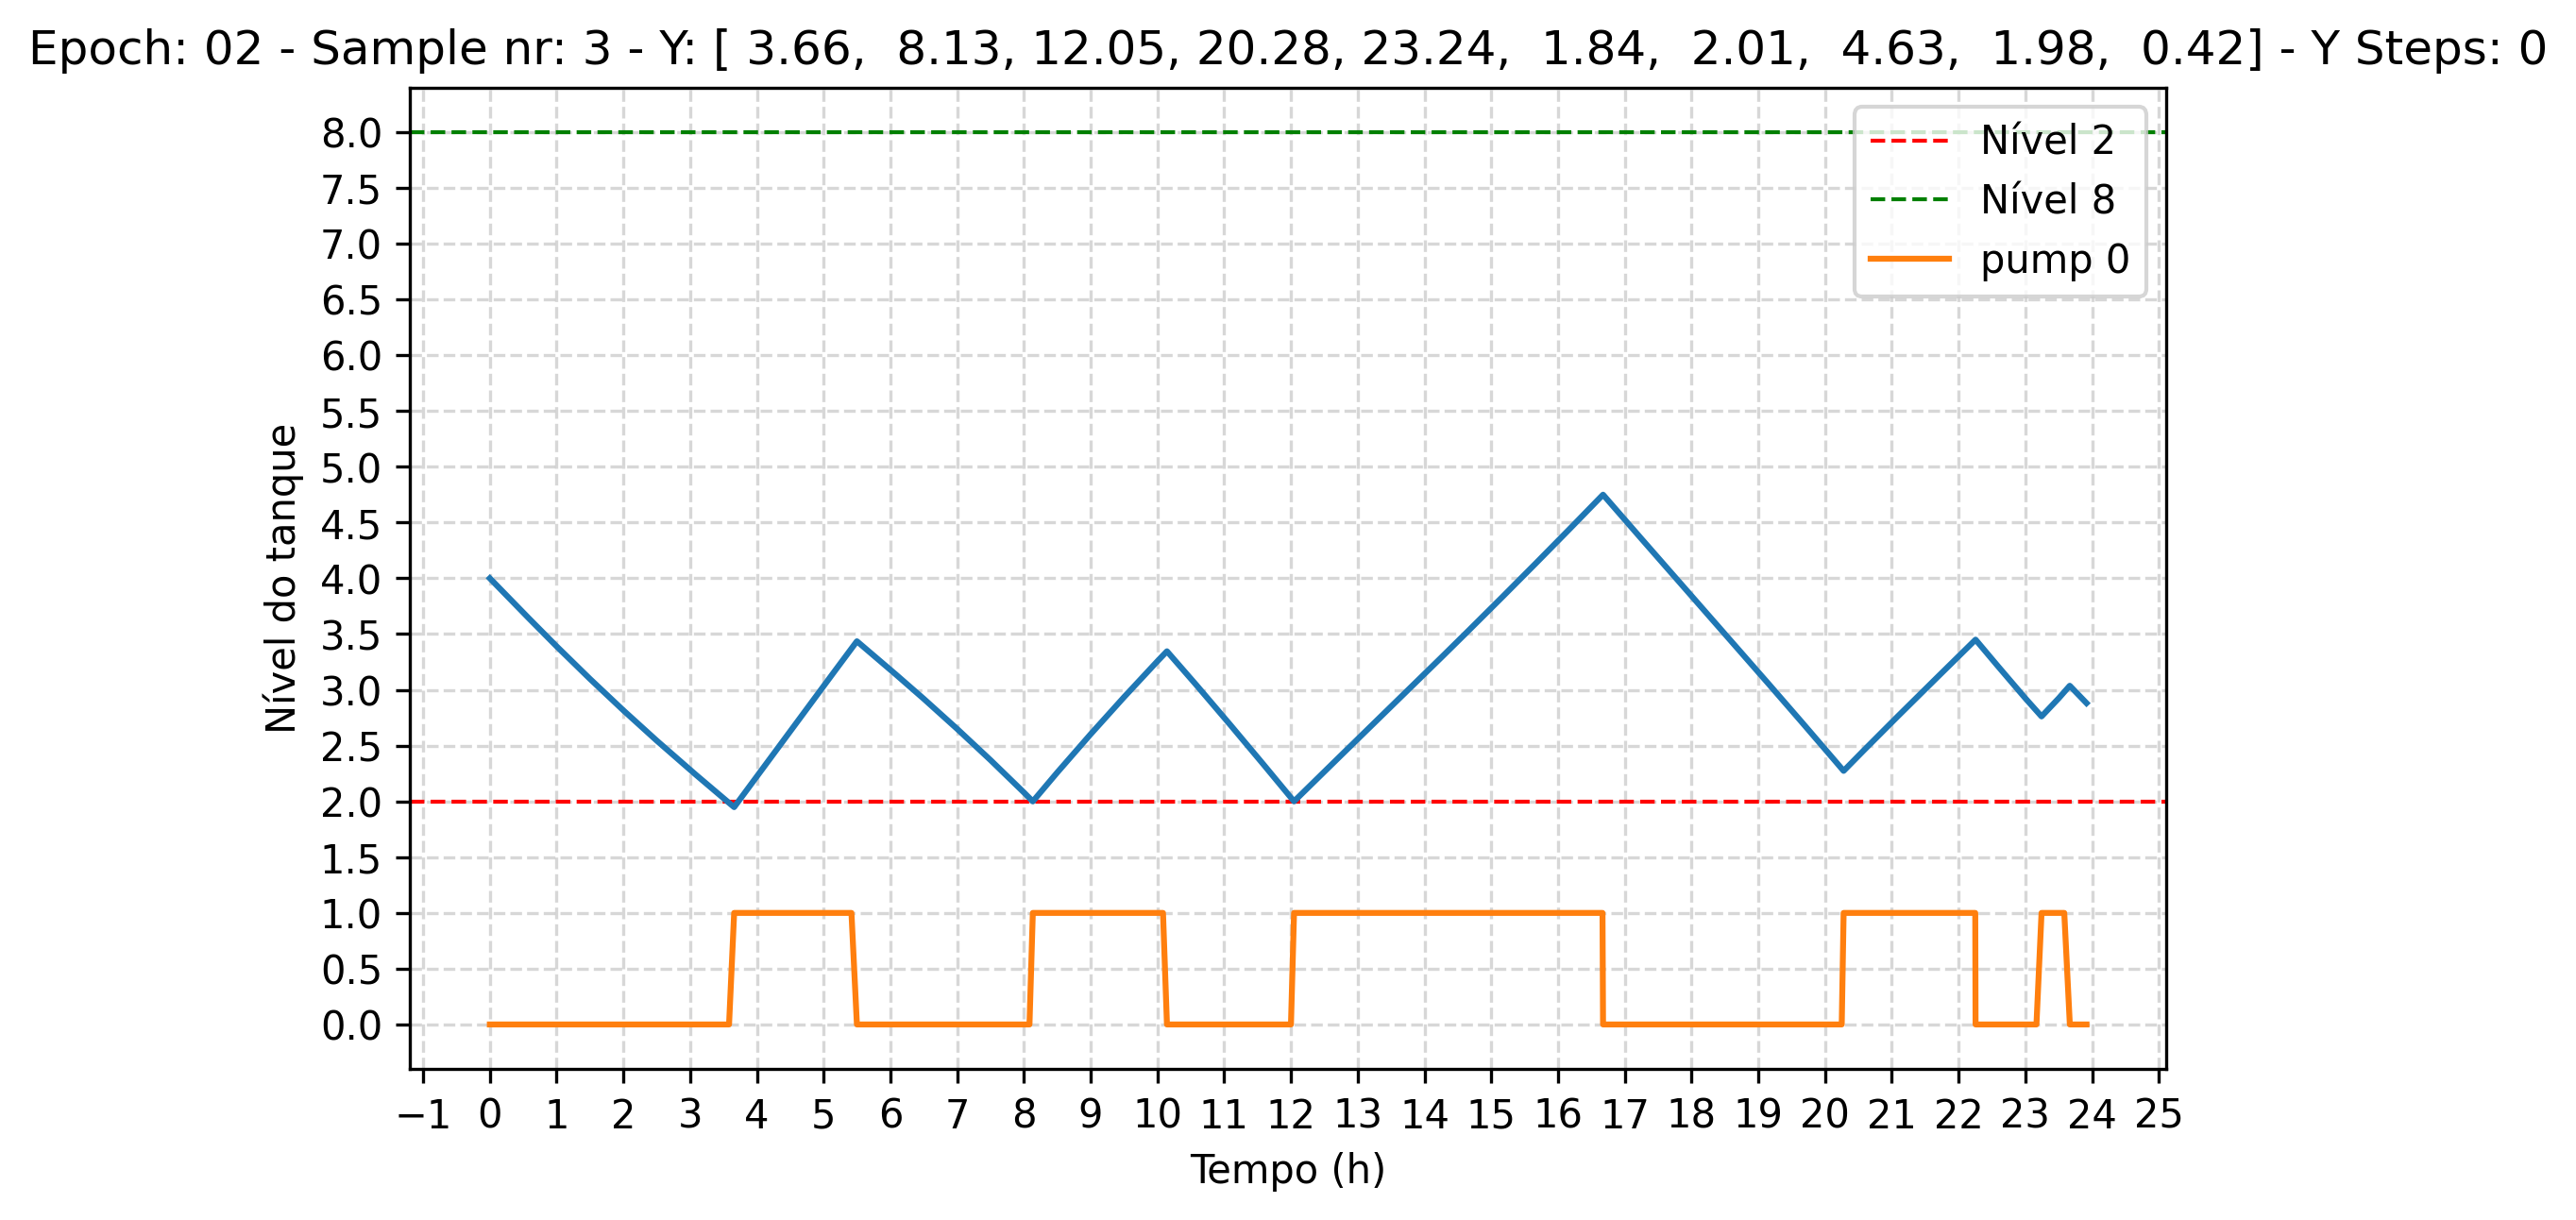 Epoch: 02 - Sample nr: 3 - Y: [ 3.66,  8.13, 12.05, 20.28, 23.24,  1.84,  2.01,  4.63,  1.98,  0.42] - Y Steps: 0
Nível 2
Nível 8
pump 0
8.0
7.5
7.0
6.5
6.0
5.5
5.0
4.5
4.0
3.5
3.0
2.5
2.0
1.5
1.0
0.5
0.0
Nível do tanque
−1 0 1 2 3 4 5 6 7 8 9 10 11 12 13 14 15 16 17 18 19 20 21 22 23 24 25
Tempo (h)